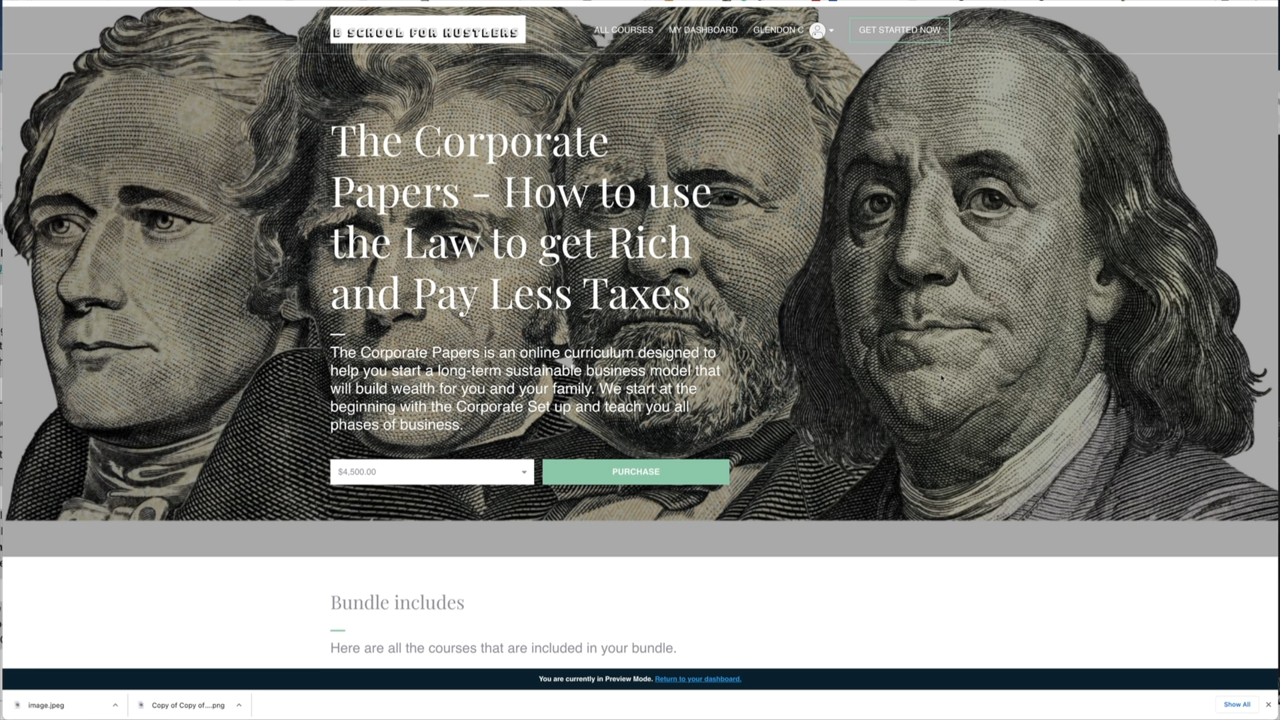 B SCHOOL FOR HUSTLERS
ALL COURSES MY DASHBOARD GLENDON C GET STARTED NOW
The Corporate
Papers – How to use
the Law to get Rich
and Pay Less Taxes
The Corporate Papers is an online curriculum designed to
help you start a long-term sustainable business model that
will build wealth for you and your family. We start at the
beginning with the Corporate Set up and teach you all
phases of business.
$4,500.00 PURCHASE
Bundle includes
Here are all the courses that are included in your bundle.
You are currently in Preview Mode. Return to your dashboard.
image.jpeg Copy of Copy of....png Show All